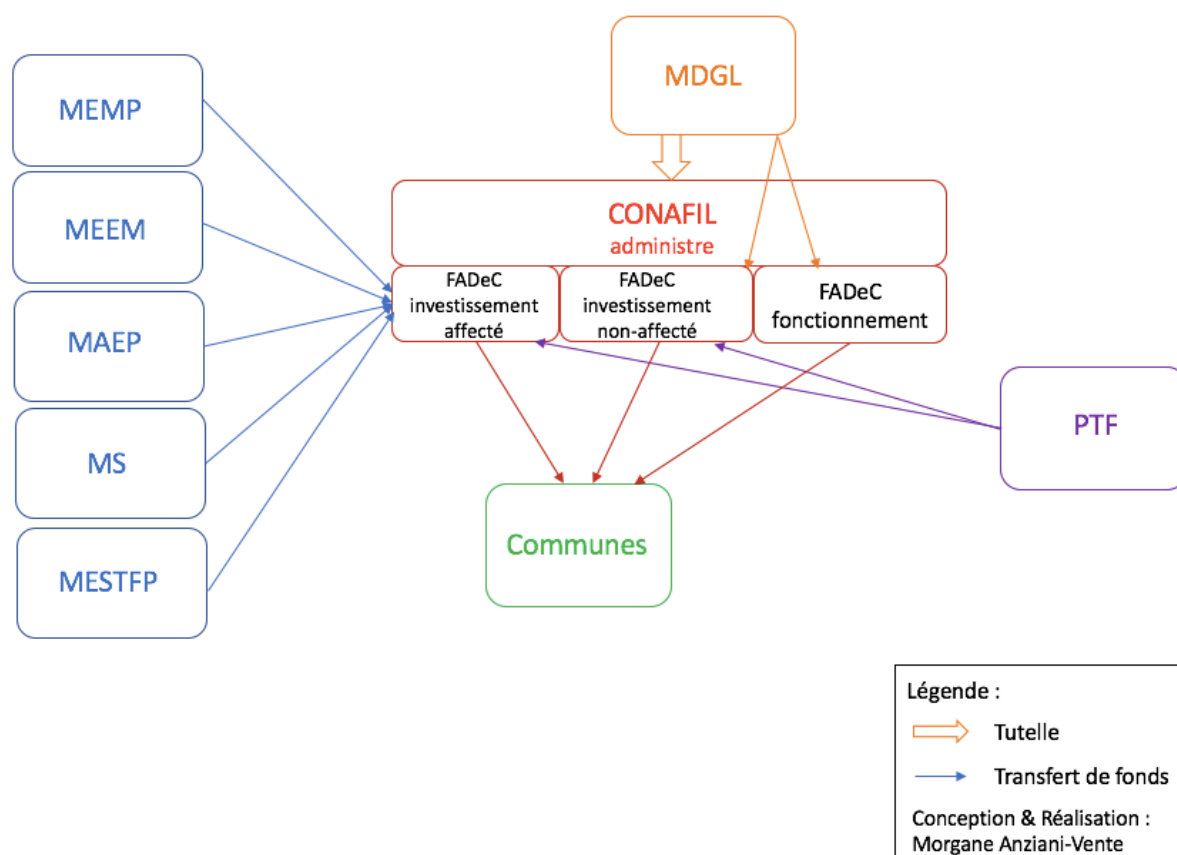 MDGL
MEMP
MEEM
MAEP
MS
MESTFP
CONAFIL
administre
FADeC
investissement
affecté
FADeC
investissement
non-affecté
FADeC
fonctionnement
PTF
Communes
Légende :
Tutelle
Transfert de fonds
Conception & Réalisation :
Morgane Anziani-Vente